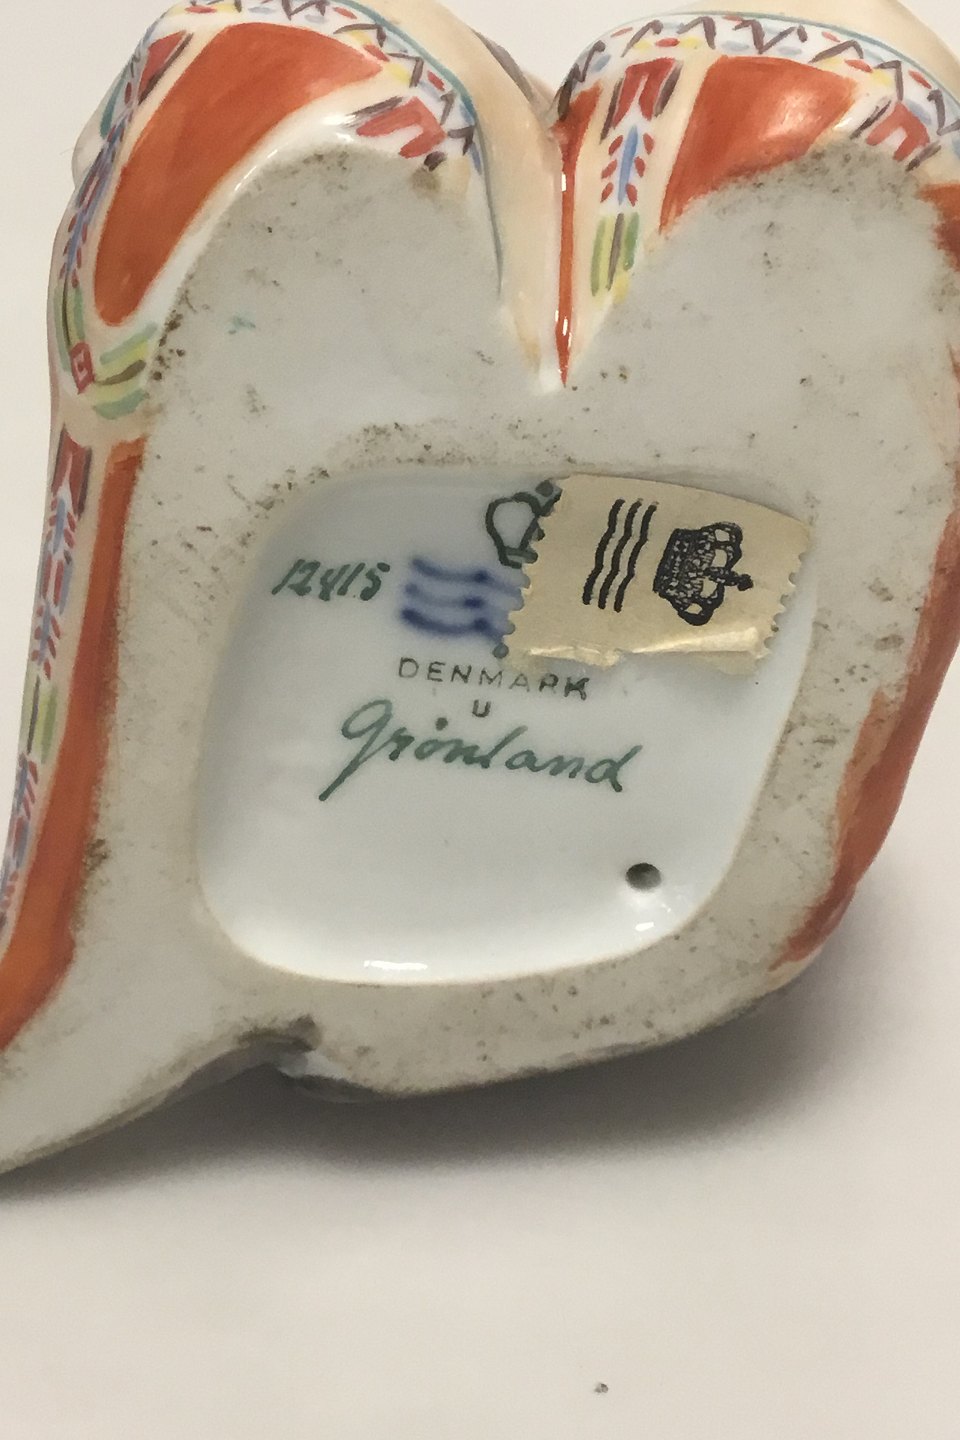 12415
DENMARK
U
Grönland